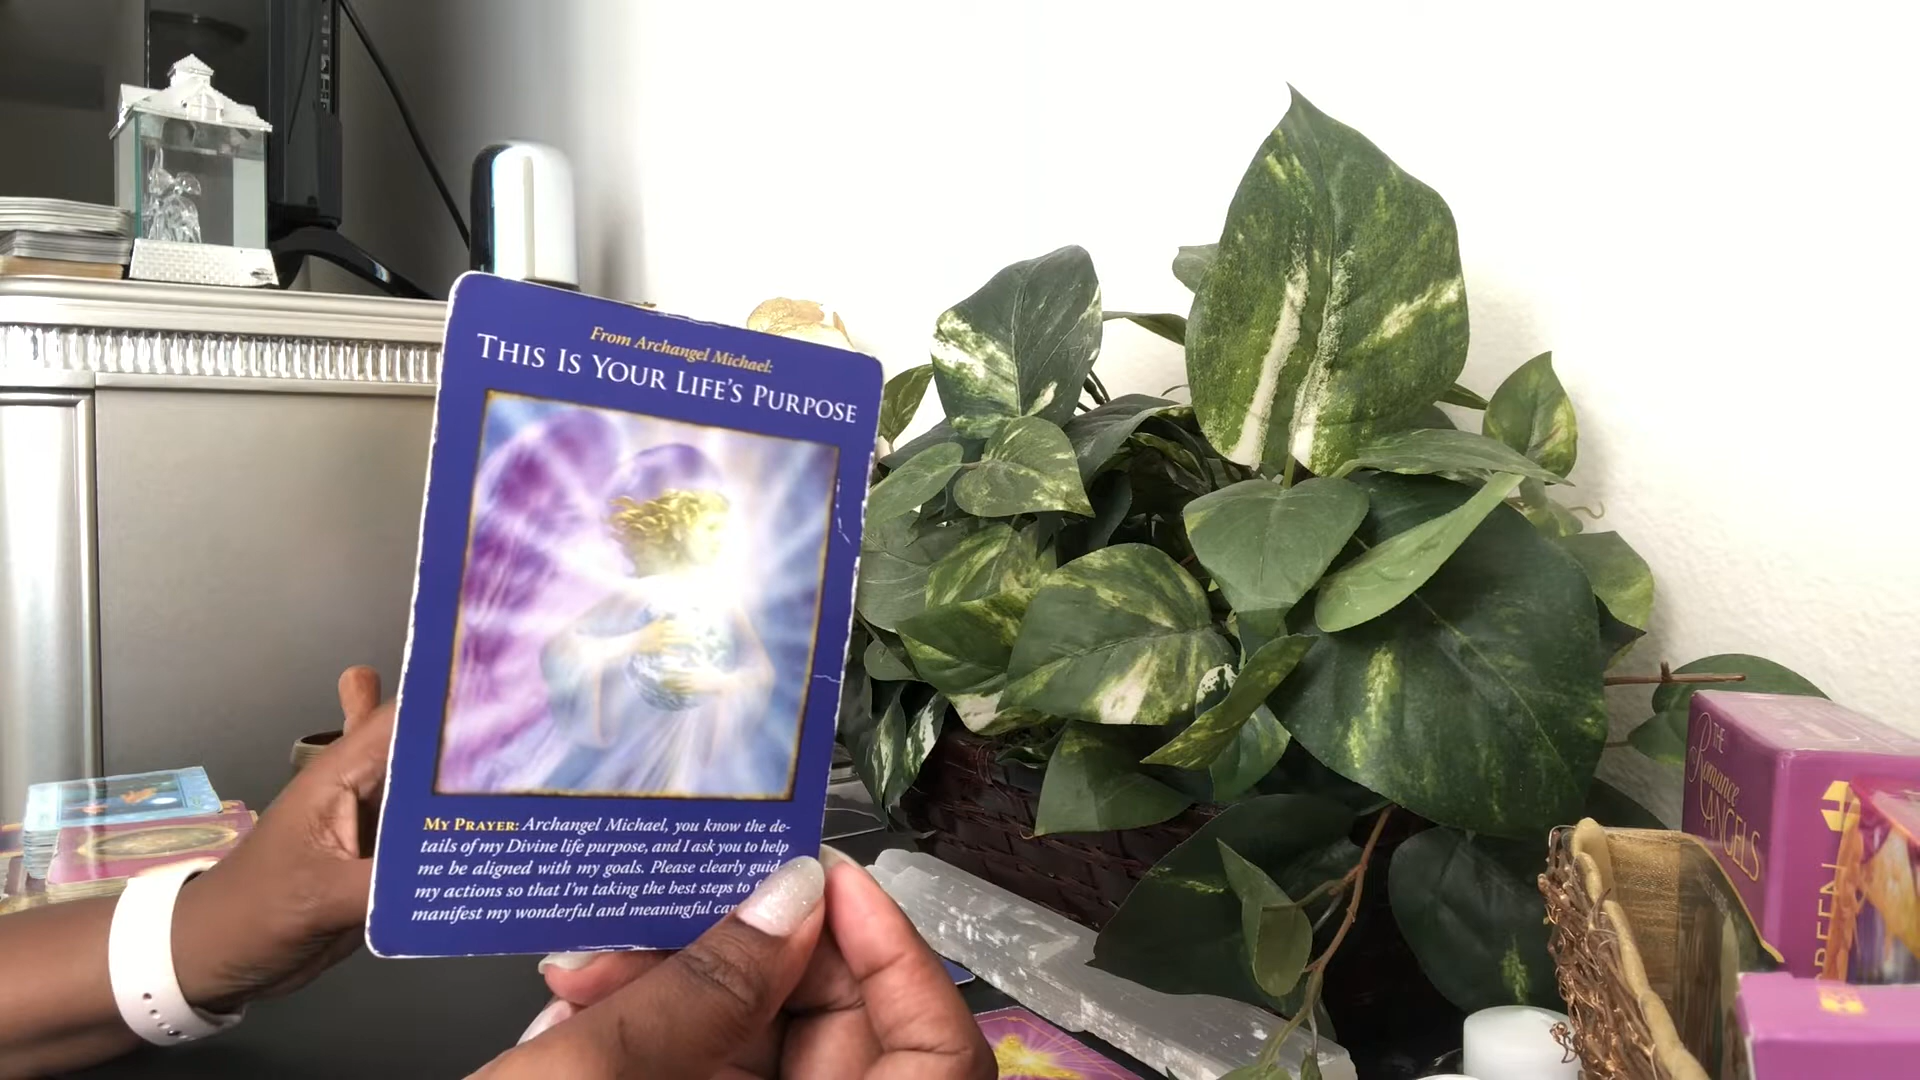 From Archangel Michael:
THIS IS YOUR LIFE'S PURPOSE
MY PRAYER: Archangel Michael, you know the de-
tails of my Divine life purpose, and I ask you to help
me be aligned with my goals. Please clearly guid
my actions so that I'm taking the best steps to
manifest my wonderful and meaningful
THE
Romance
ANGELS